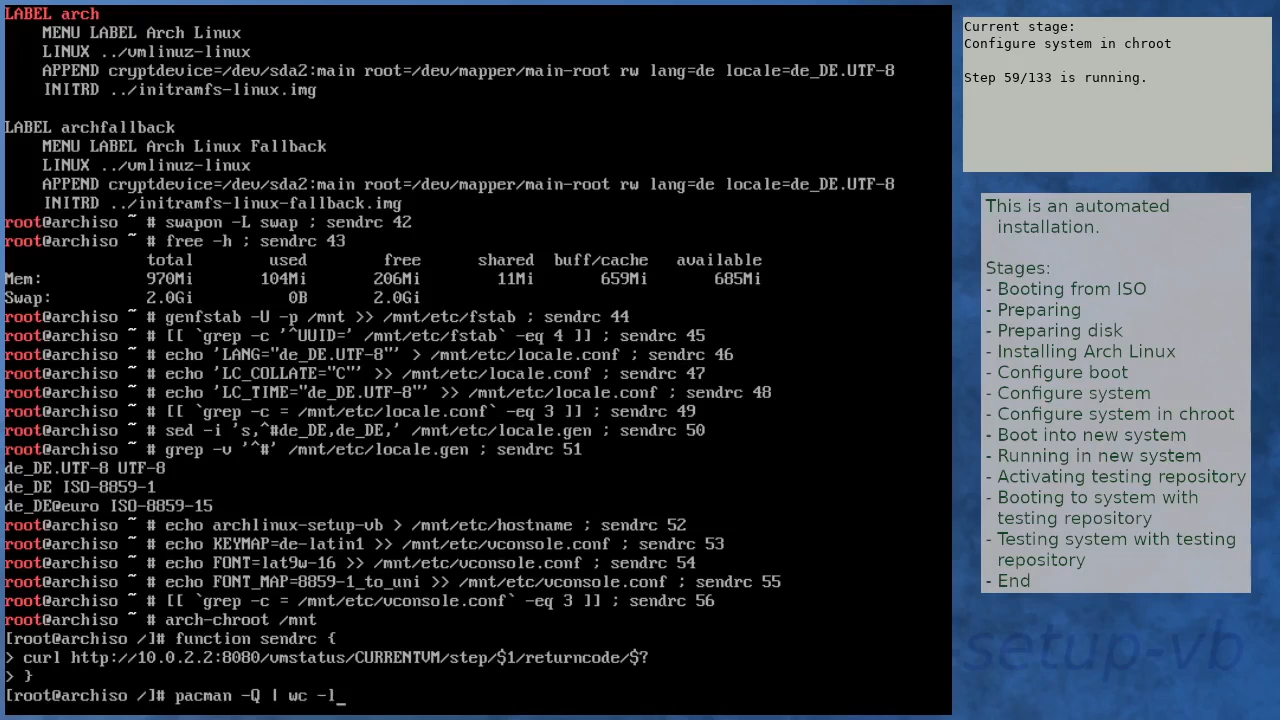 LABEL arch
MENU LABEL Arch Linux
LINUX ../vmlinuz-linux
APPEND cryptdevice=/dev/sda2:main root=/dev/mapper/main-root rw lang=de locale=de_DE.UTF-8
INITRD ../initramfs-linux.img
LABEL archfallback
MENU LABEL Arch Linux Fallback
LINUX ../vmlinuz-linux
APPEND cryptdevice=/dev/sda2:main root=/dev/mapper/main-root rw lang=de locale=de_DE.UTF-8
INITRD ../initramfs-linux-fallback.img
root@archiso ~ # swapon -L swap ; sendrc 42
root@archiso ~ # free -h ; sendrc 43
total used free shared buff/cache available
Mem: 970Mi 104Mi 206Mi 11Mi 659Mi 685Mi
Swap: 2.0Gi 0B 2.0Gi
root@archiso ~ # genfstab -U -p /mnt >> /mnt/etc/fstab ; sendrc 44
root@archiso ~ # [[ `grep -c '^UUID=' /mnt/etc/fstab` -eq 4 ]] ; sendrc 45
root@archiso ~ # echo 'LANG="de_DE.UTF-8"' > /mnt/etc/locale.conf ; sendrc 46
root@archiso ~ # echo 'LC_COLLATE="C"' >> /mnt/etc/locale.conf ; sendrc 47
root@archiso ~ # echo 'LC_TIME="de_DE.UTF-8"' >> /mnt/etc/locale.conf ; sendrc 48
root@archiso ~ # [[ `grep -c = /mnt/etc/locale.conf` -eq 3 ]] ; sendrc 49
root@archiso ~ # sed -i 's,^#de_DE,de_DE,' /mnt/etc/locale.gen ; sendrc 50
root@archiso ~ # grep -v '^#' /mnt/etc/locale.gen ; sendrc 51
de_DE.UTF-8 UTF-8
de_DE ISO-8859-1
de_DE@euro ISO-8859-15
root@archiso ~ # echo archlinux-setup-vb > /mnt/etc/hostname ; sendrc 52
root@archiso ~ # echo KEYMAP=de-latin1 >> /mnt/etc/vconsole.conf ; sendrc 53
root@archiso ~ # echo FONT=lat9w-16 >> /mnt/etc/vconsole.conf ; sendrc 54
root@archiso ~ # echo FONT_MAP=8859-1_to_uni >> /mnt/etc/vconsole.conf ; sendrc 55
root@archiso ~ # [[ `grep -c = /mnt/etc/vconsole.conf` -eq 3 ]] ; sendrc 56
root@archiso ~ # arch-chroot /mnt
[root@archiso /]# function sendrc {
> curl http://10.0.2.2:8080/vmstatus/CURRENTVM/step/$1/returncode/$?
> }
[root@archiso /]# pacman -Q | wc -l_
Current stage:
Configure system in chroot
Step 59/133 is running.
This is an automated
installation.
Stages:
- Booting from ISO
- Preparing
- Preparing disk
- Installing Arch Linux
- Configure boot
- Configure system
- Configure system in chroot
- Boot into new system
- Running in new system
- Activating testing repository
- Booting to system with
testing repository
- Testing system with testing
repository
- End
-setup-vb